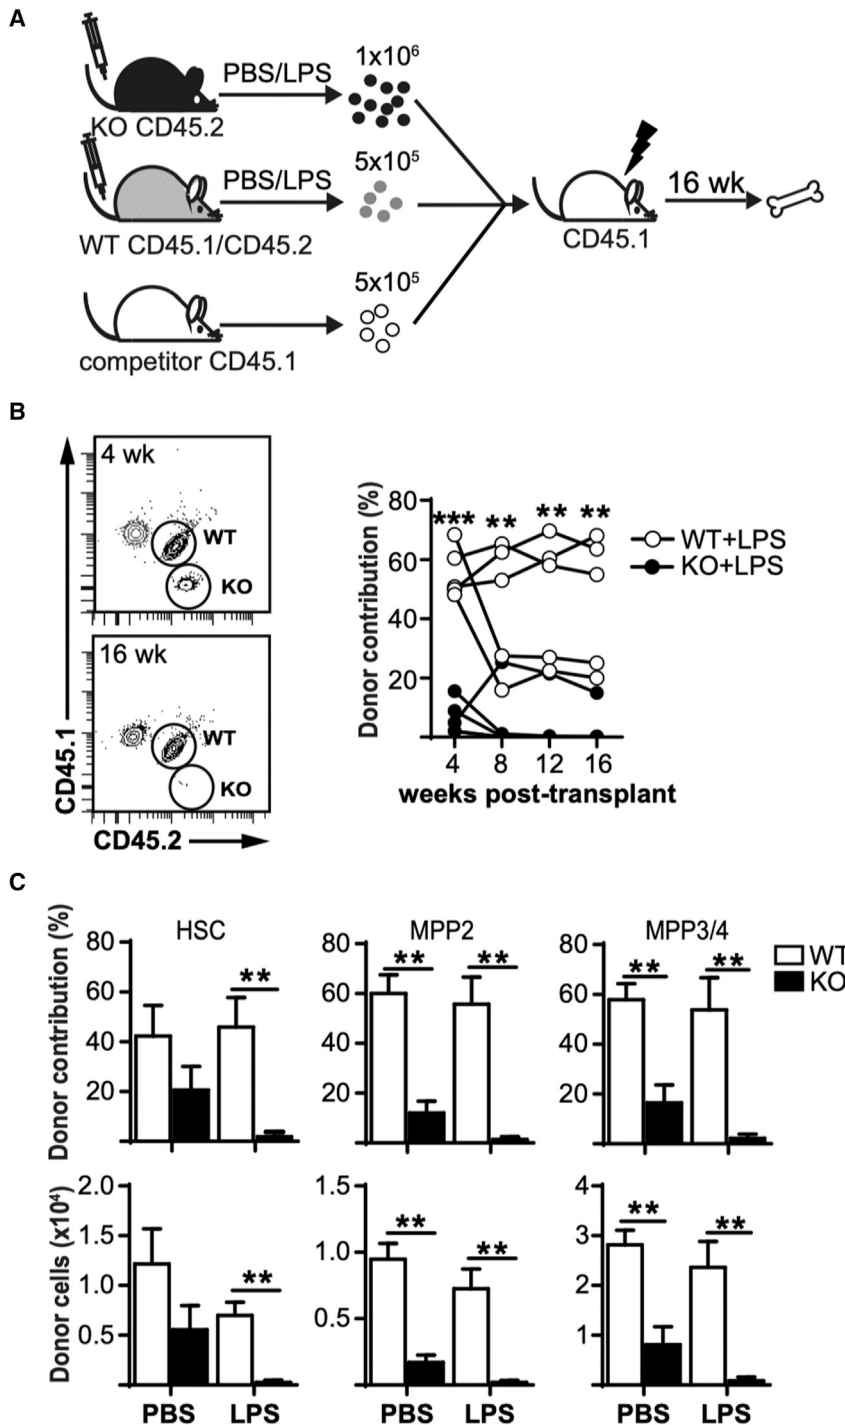 A
PBS/LPS
1x10⁶
KO CD45.2
PBS/LPS
5x10⁵
16 wk
WT CD45.1/CD45.2
CD45.1
5x10⁵
competitor CD45.1
B
4 wk
WT
KO
16 wk
WT
KO
CD45.1
CD45.2
Donor contribution (%)
80
60
40
20
*** ** ** **
WT+LPS
KO+LPS
4 8 12 16
weeks post-transplant
C
HSC
MPP2
MPP3/4
WT
KO
Donor contribution (%)
80
60
40
20
**
80
60
40
20
** **
80
60
40
20
** **
Donor cells (x10⁴)
2.0
1.5
1.0
0.5
**
PBS LPS
1.5
1.0
0.5
** **
PBS LPS
4
3
2
1
** **
PBS LPS